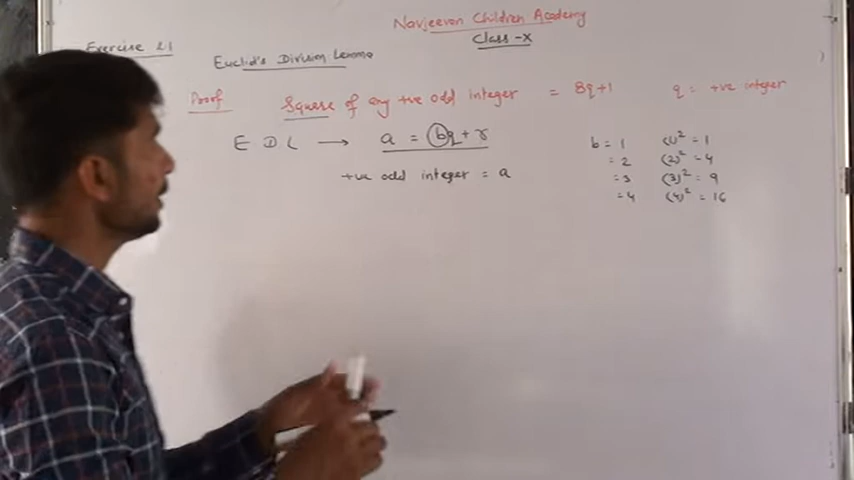 Navjeevan Children Academy
Class -X
Exercise 2.1
Euclid's Division Lemma
Proof Square of any +ve odd integer = 8q+1 q = +ve integer
E D L → a = bq + r
+ve odd integer = a
b = 1 (1)² = 1
= 2 (2)² = 4
= 3 (3)² = 9
= 4 (4)² = 16